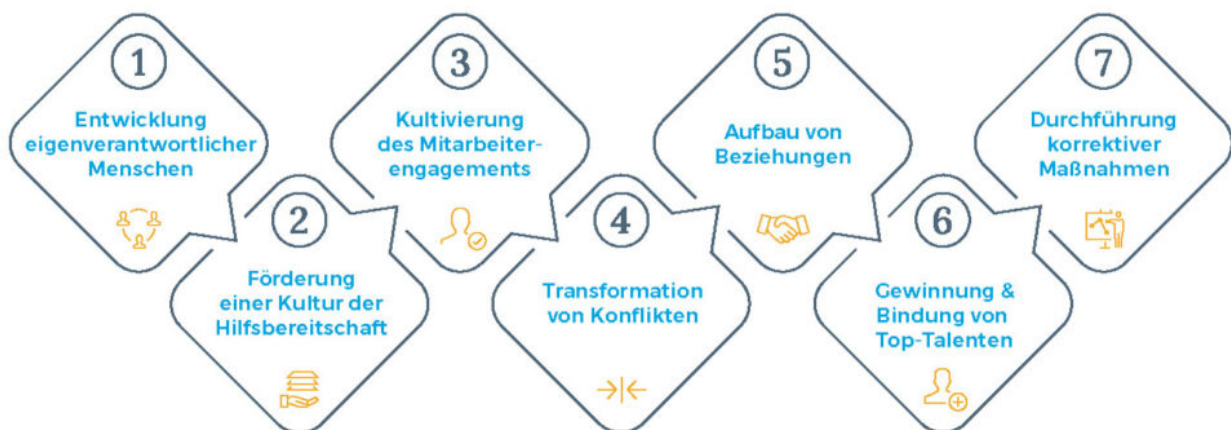 1
Entwicklung
eigenverantwortlicher
Menschen
2
Förderung
einer Kultur der
Hilfsbereitschaft
3
Kultivierung
des Mitarbeiter-
engagements
4
Transformation
von Konflikten
5
Aufbau von
Beziehungen
6
Gewinnung &
Bindung von
Top-Talenten
7
Durchführung
korrektiver
Maßnahmen